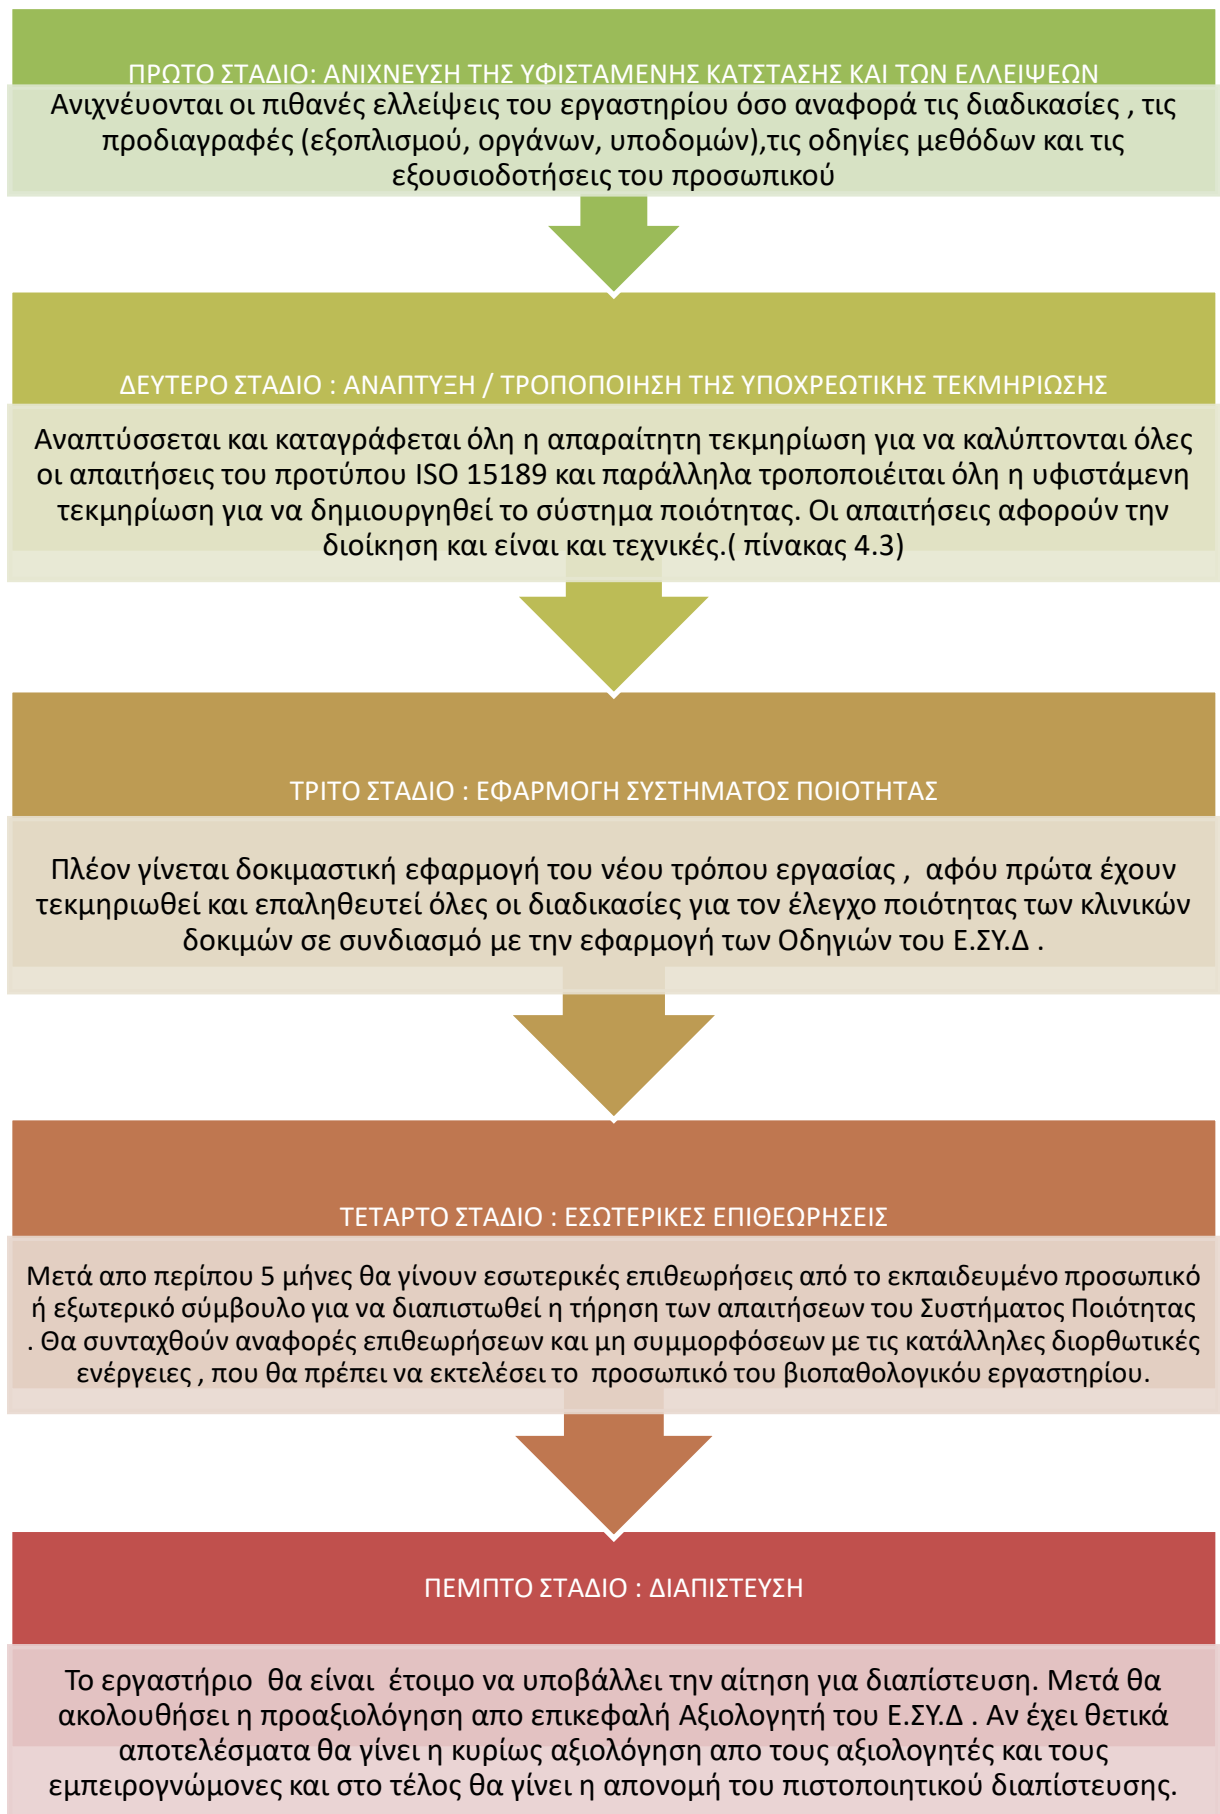 ΠΡΩΤΟ ΣΤΑΔΙΟ: ΑΝΙΧΝΕΥΣΗ ΤΗΣ ΥΦΙΣΤΑΜΕΝΗΣ ΚΑΤΣΤΑΣΗΣ ΚΑΙ ΤΩΝ ΕΛΛΕΙΨΕΩΝ
Ανιχνέυονται οι πιθανές ελλείψεις του εργαστηρίου όσο αναφορά τις διαδικασίες , τις
προδιαγραφές (εξοπλισμού, οργάνων, υποδομών),τις οδηγίες μεθόδων και τις
εξουσιοδοτήσεις του προσωπικού
ΔΕΥΤΕΡΟ ΣΤΑΔΙΟ : ΑΝΑΠΤΥΞΗ / ΤΡΟΠΟΠΟΙΗΣΗ ΤΗΣ ΥΠΟΧΡΕΩΤΙΚΗΣ ΤΕΚΜΗΡΙΩΣΗΣ
Αναπτύσσεται και καταγράφεται όλη η απαραίτητη τεκμηρίωση για να καλύπτονται όλες
οι απαιτήσεις του προτύπου ISO 15189 και παράλληλα τροποποιέιται όλη η υφιστάμενη
τεκμηρίωση για να δημιουργηθεί το σύστημα ποιότητας. Οι απαιτήσεις αφορούν την
διοίκηση και είναι και τεχνικές.( πίνακας 4.3)
ΤΡΙΤΟ ΣΤΑΔΙΟ : ΕΦΑΡΜΟΓΗ ΣΥΣΤΗΜΑΤΟΣ ΠΟΙΟΤΗΤΑΣ
Πλέον γίνεται δοκιμαστική εφαρμογή του νέου τρόπου εργασίας , αφόυ πρώτα έχουν
τεκμηριωθεί και επαληθευτεί όλες οι διαδικασίες για τον έλεγχο ποιότητας των κλινικών
δοκιμών σε συνδιασμό με την εφαρμογή των Οδηγιών του Ε.ΣΥ.Δ .
ΤΕΤΑΡΤΟ ΣΤΑΔΙΟ : ΕΣΩΤΕΡΙΚΕΣ ΕΠΙΘΕΩΡΗΣΕΙΣ
Μετά απο περίπου 5 μήνες θα γίνουν εσωτερικές επιθεωρήσεις από το εκπαιδευμένο προσωπικό
ή εξωτερικό σύμβουλο για να διαπιστωθεί η τήρηση των απαιτήσεων του Συστήματος Ποιότητας
. Θα συνταχθούν αναφορές επιθεωρήσεων και μη συμμορφόσεων με τις κατάλληλες διορθωτικές
ενέργειες , που θα πρέπει να εκτελέσει το προσωπικό του βιοπαθολογικόυ εργαστηρίου.
ΠΕΜΠΤΟ ΣΤΑΔΙΟ : ΔΙΑΠΙΣΤΕΥΣΗ
Το εργαστήριο θα είναι έτοιμο να υποβάλλει την αίτηση για διαπίστευση. Μετά θα
ακολουθήσει η προαξιολόγηση απο επικεφαλή Αξιολογητή του Ε.ΣΥ.Δ . Αν έχει θετικά
αποτελέσματα θα γίνει η κυρίως αξιολόγηση απο τους αξιολογητές και τους
εμπειρογνώμονες και στο τέλος θα γίνει η απονομή του πιστοποιητικού διαπίστευσης.